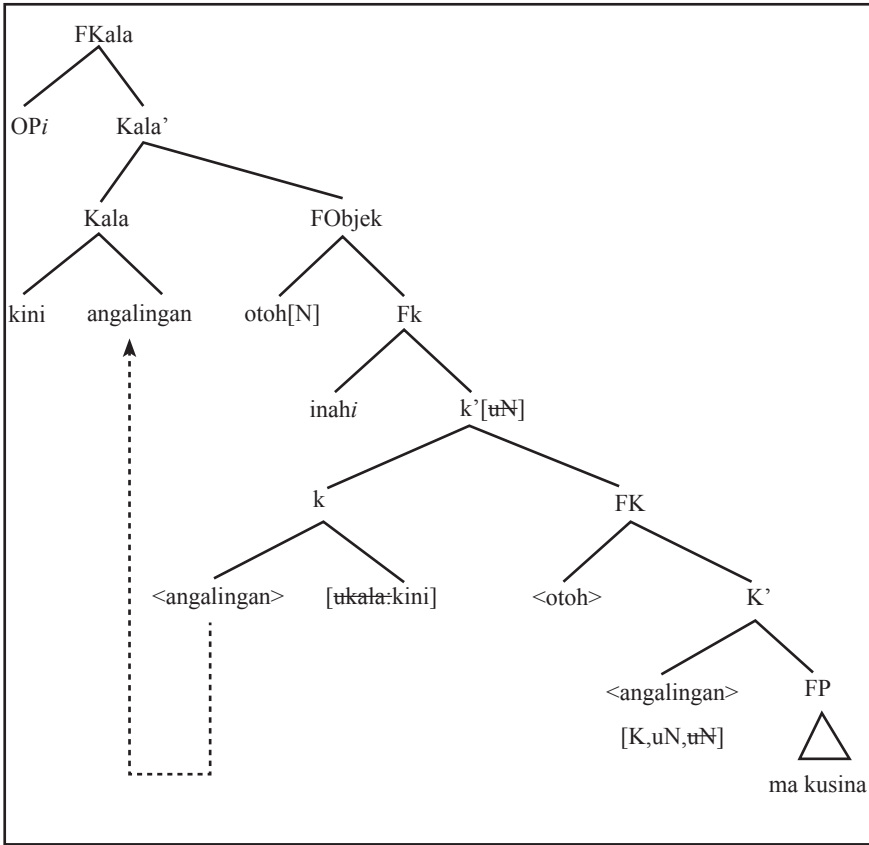 FKala
OPi Kala’
Kala FObjek
kini angalingan otoh[N] Fk
inahi k’[uN]
k FK
<angalingan> [ukala:kini] <otoh> K’
<angalingan> FP
[K,uN,uN]
ma kusina